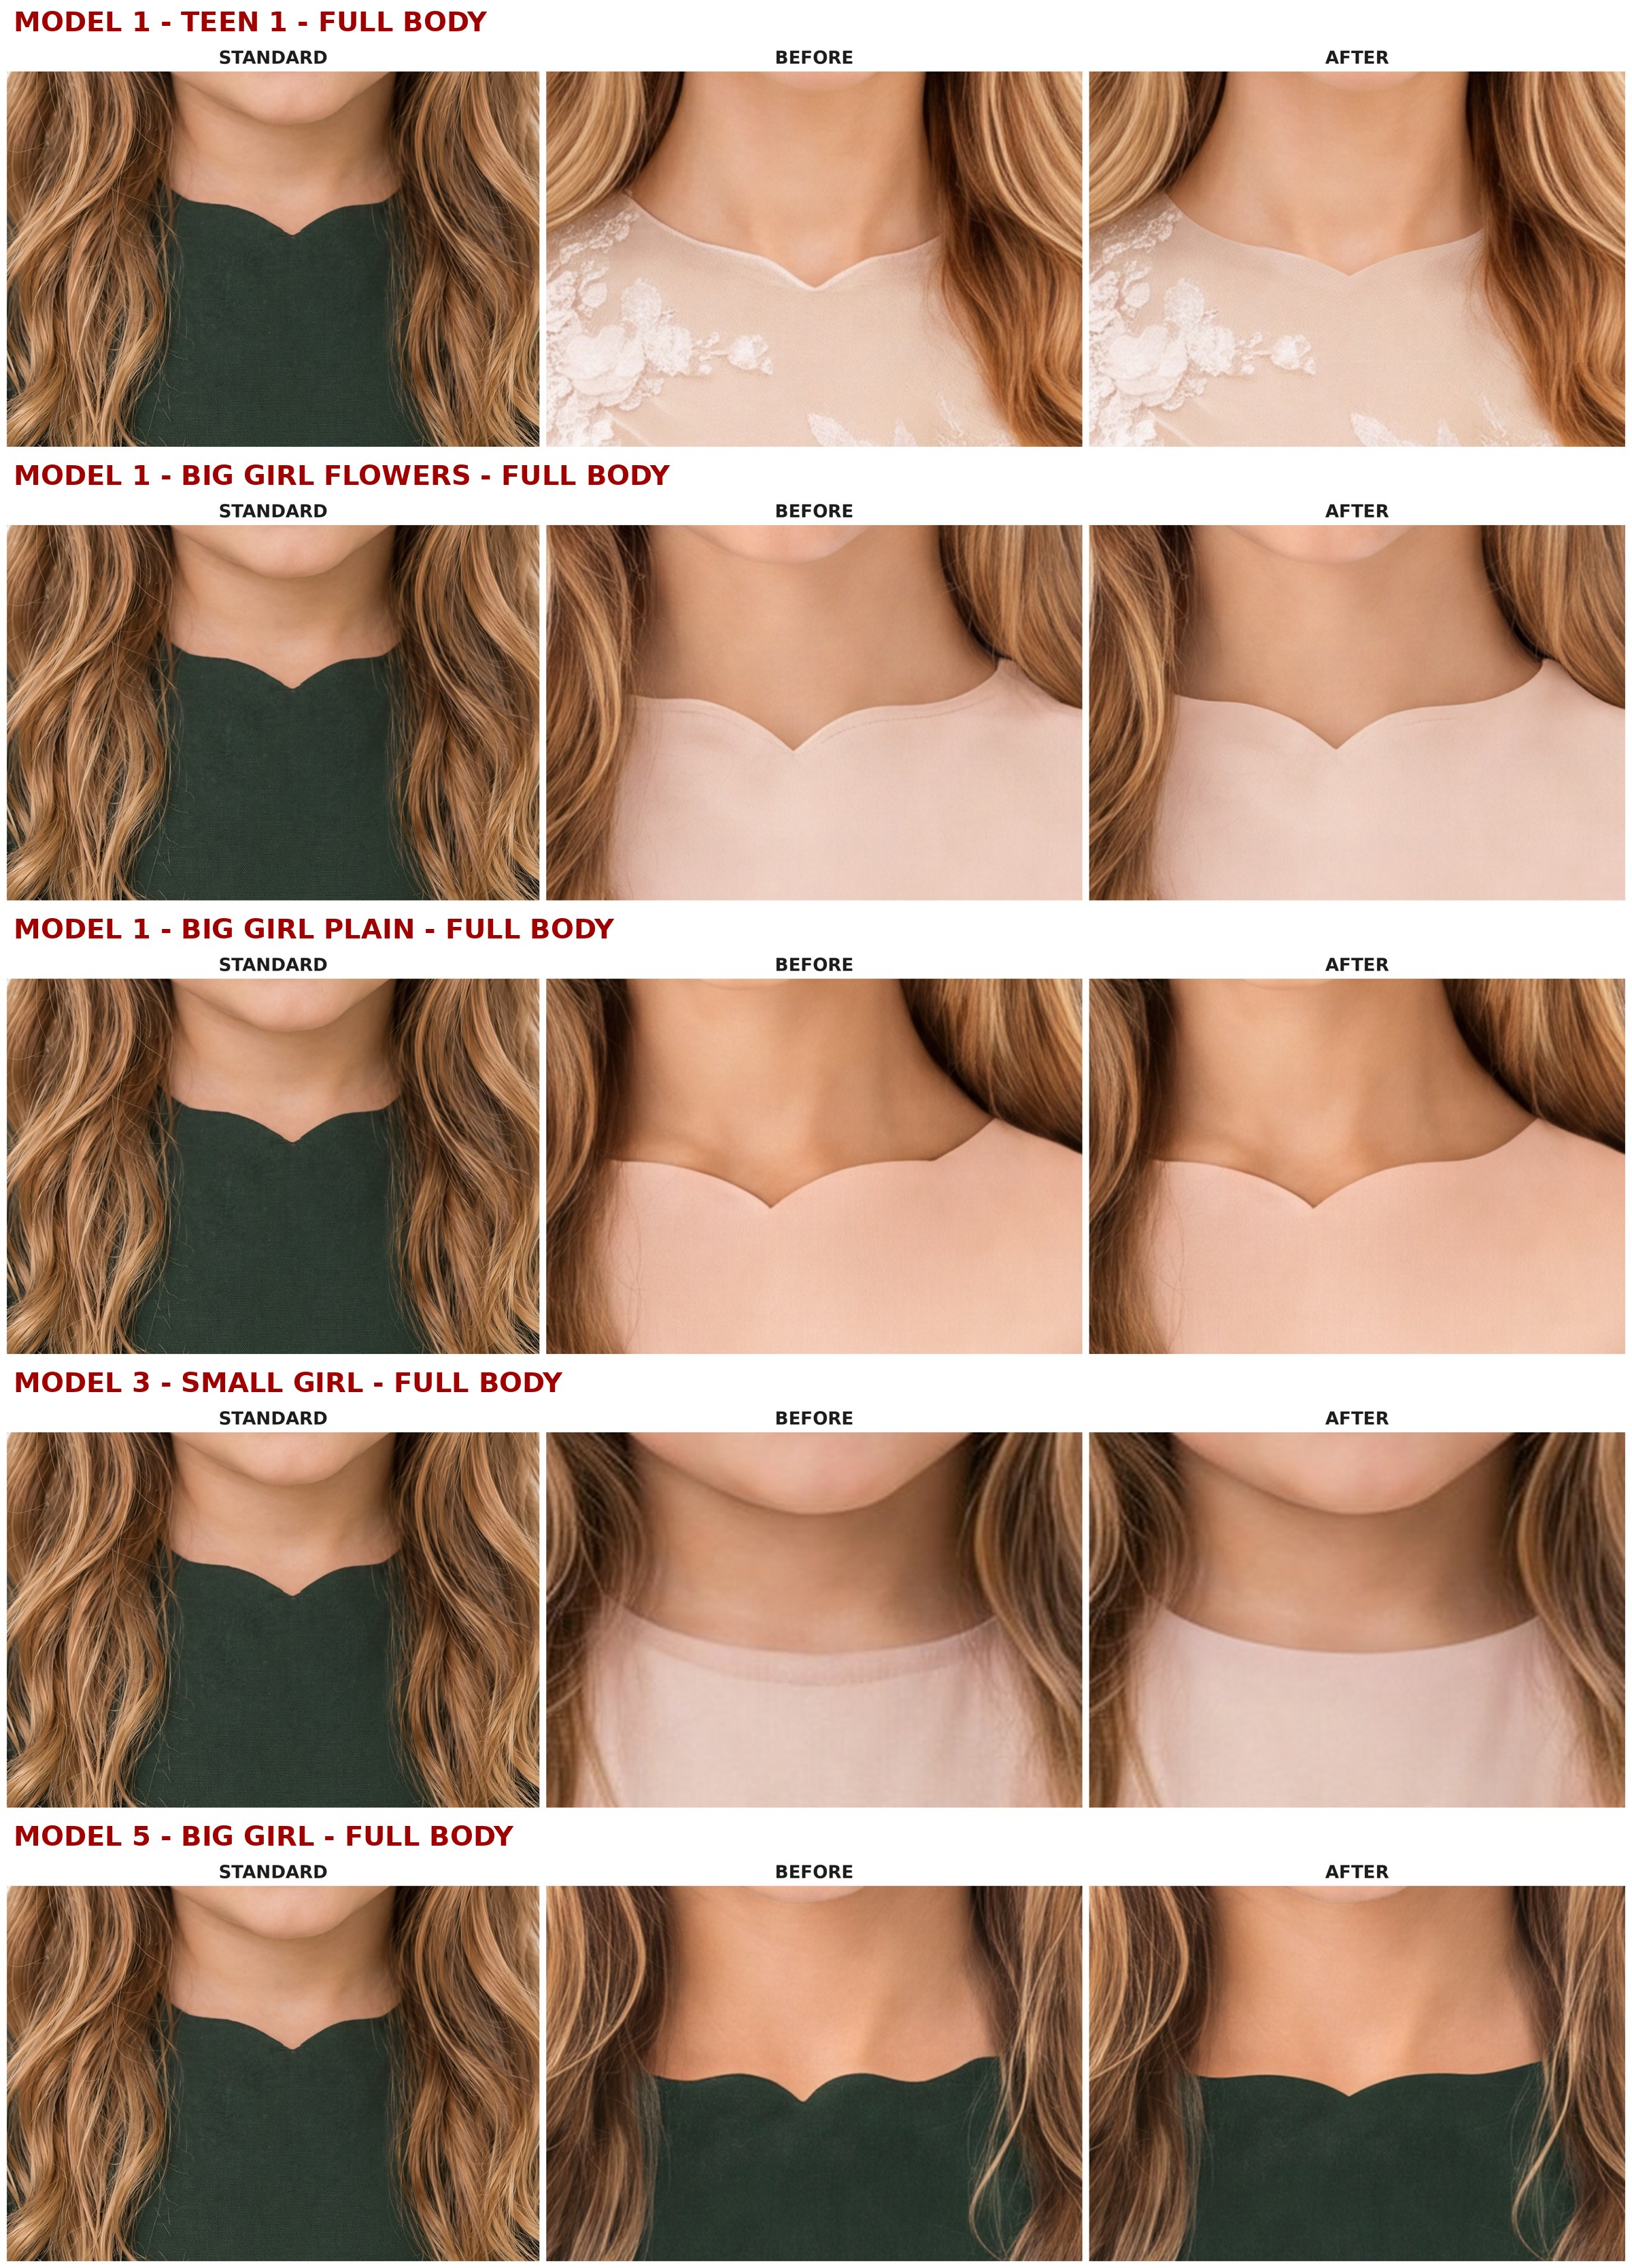 MODEL 1 - TEEN 1 - FULL BODY
STANDARD BEFORE AFTER
MODEL 1 - BIG GIRL FLOWERS - FULL BODY
STANDARD BEFORE AFTER
MODEL 1 - BIG GIRL PLAIN - FULL BODY
STANDARD BEFORE AFTER
MODEL 3 - SMALL GIRL - FULL BODY
STANDARD BEFORE AFTER
MODEL 5 - BIG GIRL - FULL BODY
STANDARD BEFORE AFTER